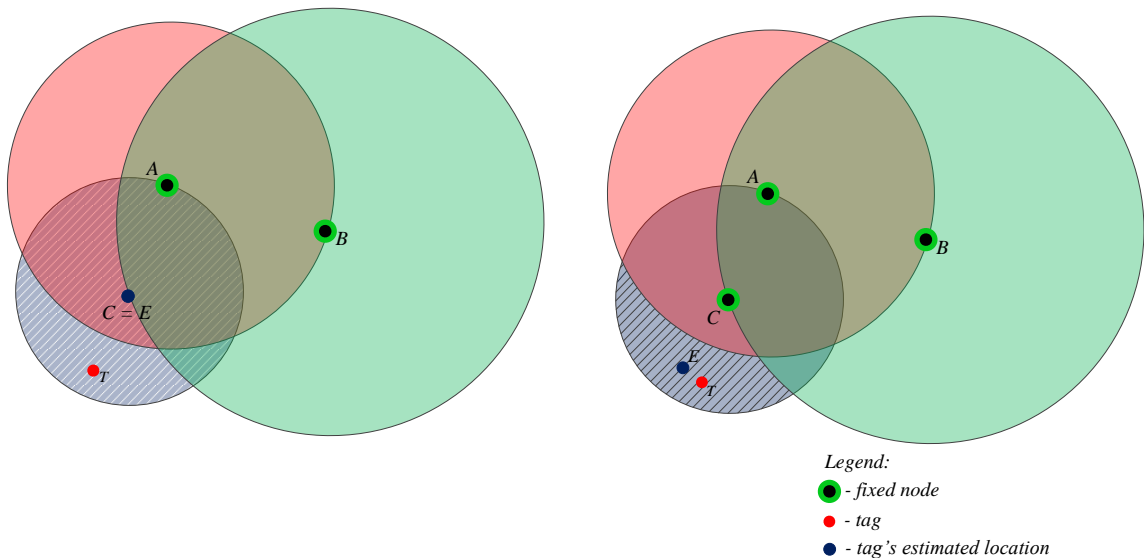 A
B
C = E
T
A
B
C
E
T
Legend:
- fixed node
- tag
- tag's estimated location